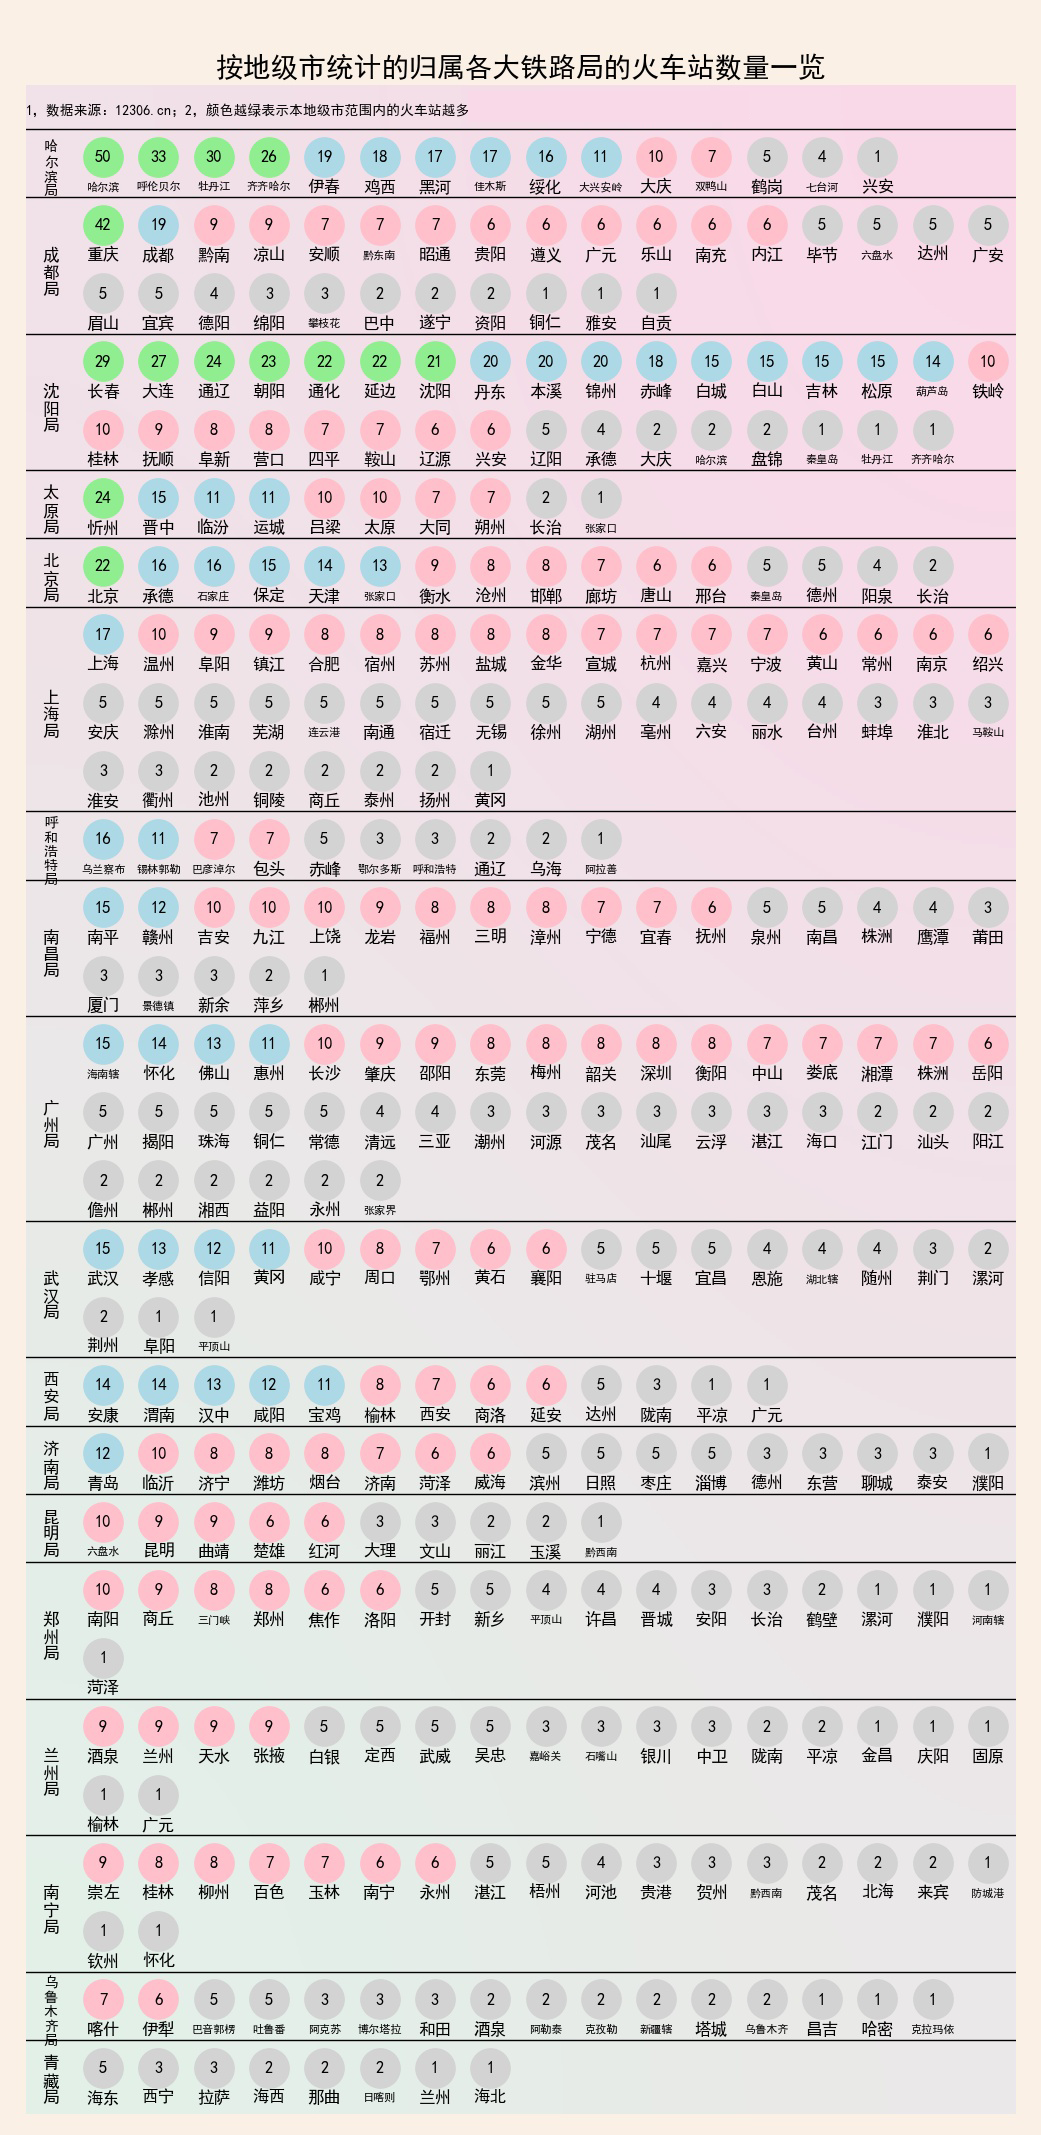 按地级市统计的归属各大铁路局的火车站数量一览
1, 数据来源: 12306.cn; 2, 颜色越绿表示本地级市范围内的火车站越多
哈尔滨局
50 33 30 26 19 18 17 17 16 11 10 7 5 4 1
哈尔滨 呼伦贝尔 牡丹江 齐齐哈尔 伊春 鸡西 黑河 佳木斯 绥化 大兴安岭 大庆 双鸭山 鹤岗 七台河 兴安
成都局
42 19 9 9 7 7 7 6 6 6 6 6 6 5 5 5 5
重庆 成都 黔南 凉山 安顺 黔东南 昭通 贵阳 遵义 广元 乐山 南充 内江 毕节 六盘水 达州 广安
5 5 4 3 3 2 2 2 1 1 1
眉山 宜宾 德阳 绵阳 攀枝花 巴中 遂宁 资阳 铜仁 雅安 自贡
沈阳局
29 27 24 23 22 22 21 20 20 20 18 15 15 15 15 14 10
长春 大连 通辽 朝阳 通化 延边 沈阳 丹东 本溪 锦州 赤峰 白城 白山 吉林 松原 葫芦岛 铁岭
10 9 8 8 7 7 6 6 5 4 2 2 2 1 1 1
桂林 抚顺 阜新 营口 四平 鞍山 辽源 兴安 辽阳 承德 大庆 哈尔滨 盘锦 秦皇岛 牡丹江 齐齐哈尔
太原局
24 15 11 11 10 10 7 7 2 1
忻州 晋中 临汾 运城 吕梁 太原 大同 朔州 长治 张家口
北京局
22 16 16 15 14 13 9 8 8 7 6 6 5 5 4 2
北京 承德 石家庄 保定 天津 张家口 衡水 沧州 邯郸 廊坊 唐山 邢台 秦皇岛 德州 阳泉 长治
上海局
17 10 9 9 8 8 8 8 8 7 7 7 7 6 6 6 6
上海 温州 阜阳 镇江 合肥 宿州 苏州 盐城 金华 宣城 杭州 嘉兴 宁波 黄山 常州 南京 绍兴
5 5 5 5 5 5 5 5 5 5 4 4 4 4 3 3 3
安庆 滁州 淮南 芜湖 连云港 南通 宿迁 无锡 徐州 湖州 亳州 六安 丽水 台州 蚌埠 淮北 马鞍山
3 3 2 2 2 2 2 1
淮安 衢州 池州 铜陵 商丘 泰州 扬州 黄冈
呼和浩特局
16 11 7 7 5 3 3 2 2 1
乌兰察布 锡林郭勒 巴彦淖尔 包头 赤峰 鄂尔多斯 呼和浩特 通辽 乌海 阿拉善
南昌局
15 12 10 10 10 9 8 8 8 7 7 6 5 5 4 4 3
南平 赣州 吉安 九江 上饶 龙岩 福州 三明 漳州 宁德 宜春 抚州 泉州 南昌 株洲 鹰潭 莆田
3 3 3 2 1
厦门 景德镇 新余 萍乡 郴州
广州局
15 14 13 11 10 9 9 8 8 8 8 8 7 7 7 7 6
海南辖 怀化 佛山 惠州 长沙 肇庆 邵阳 东莞 梅州 韶关 深圳 衡阳 中山 娄底 湘潭 株洲 岳阳
5 5 5 5 5 4 4 3 3 3 3 3 3 3 2 2 2
广州 揭阳 珠海 铜仁 常德 清远 三亚 潮州 河源 茂名 汕尾 云浮 湛江 海口 江门 汕头 阳江
2 2 2 2 2 2
儋州 郴州 湘西 益阳 永州 张家界
武汉局
15 13 12 11 10 8 7 6 6 5 5 5 4 4 4 3 2
武汉 孝感 信阳 黄冈 咸宁 周口 鄂州 黄石 襄阳 驻马店 十堰 宜昌 恩施 湖北辖 随州 荆门 漯河
2 1 1
荆州 阜阳 平顶山
西安局
14 14 13 12 11 8 7 6 6 5 3 1 1
安康 渭南 汉中 咸阳 宝鸡 榆林 西安 商洛 延安 达州 陇南 平凉 广元
济南局
12 10 8 8 8 7 6 6 5 5 5 5 3 3 3 3 1
青岛 临沂 济宁 潍坊 烟台 济南 菏泽 威海 滨州 日照 枣庄 淄博 德州 东营 聊城 泰安 濮阳
昆明局
10 9 9 6 6 3 3 2 2 1
六盘水 昆明 曲靖 楚雄 红河 大理 文山 丽江 玉溪 黔西南
郑州局
10 9 8 8 6 6 5 5 4 4 4 3 3 2 1 1 1
南阳 商丘 三门峡 郑州 焦作 洛阳 开封 新乡 平顶山 许昌 晋城 安阳 长治 鹤壁 漯河 濮阳 河南辖
1
菏泽
兰州局
9 9 9 9 5 5 5 5 3 3 3 3 2 2 1 1 1
酒泉 兰州 天水 张掖 白银 定西 武威 吴忠 嘉峪关 石嘴山 银川 中卫 陇南 平凉 金昌 庆阳 固原
1 1
榆林 广元
南宁局
9 8 8 7 7 6 6 5 5 4 3 3 3 2 2 2 1
崇左 桂林 柳州 百色 玉林 南宁 永州 湛江 梧州 河池 贵港 贺州 黔西南 茂名 北海 来宾 防城港
1 1
钦州 怀化
乌鲁木齐局
7 6 5 5 3 3 3 2 2 2 2 2 2 1 1 1
喀什 伊犁 巴音郭楞 吐鲁番 阿克苏 博尔塔拉 和田 酒泉 阿勒泰 克孜勒 新疆辖 塔城 乌鲁木齐 昌吉 哈密 克拉玛依
青藏局
5 3 3 2 2 2 1 1
海东 西宁 拉萨 海西 那曲 日喀则 兰州 海北